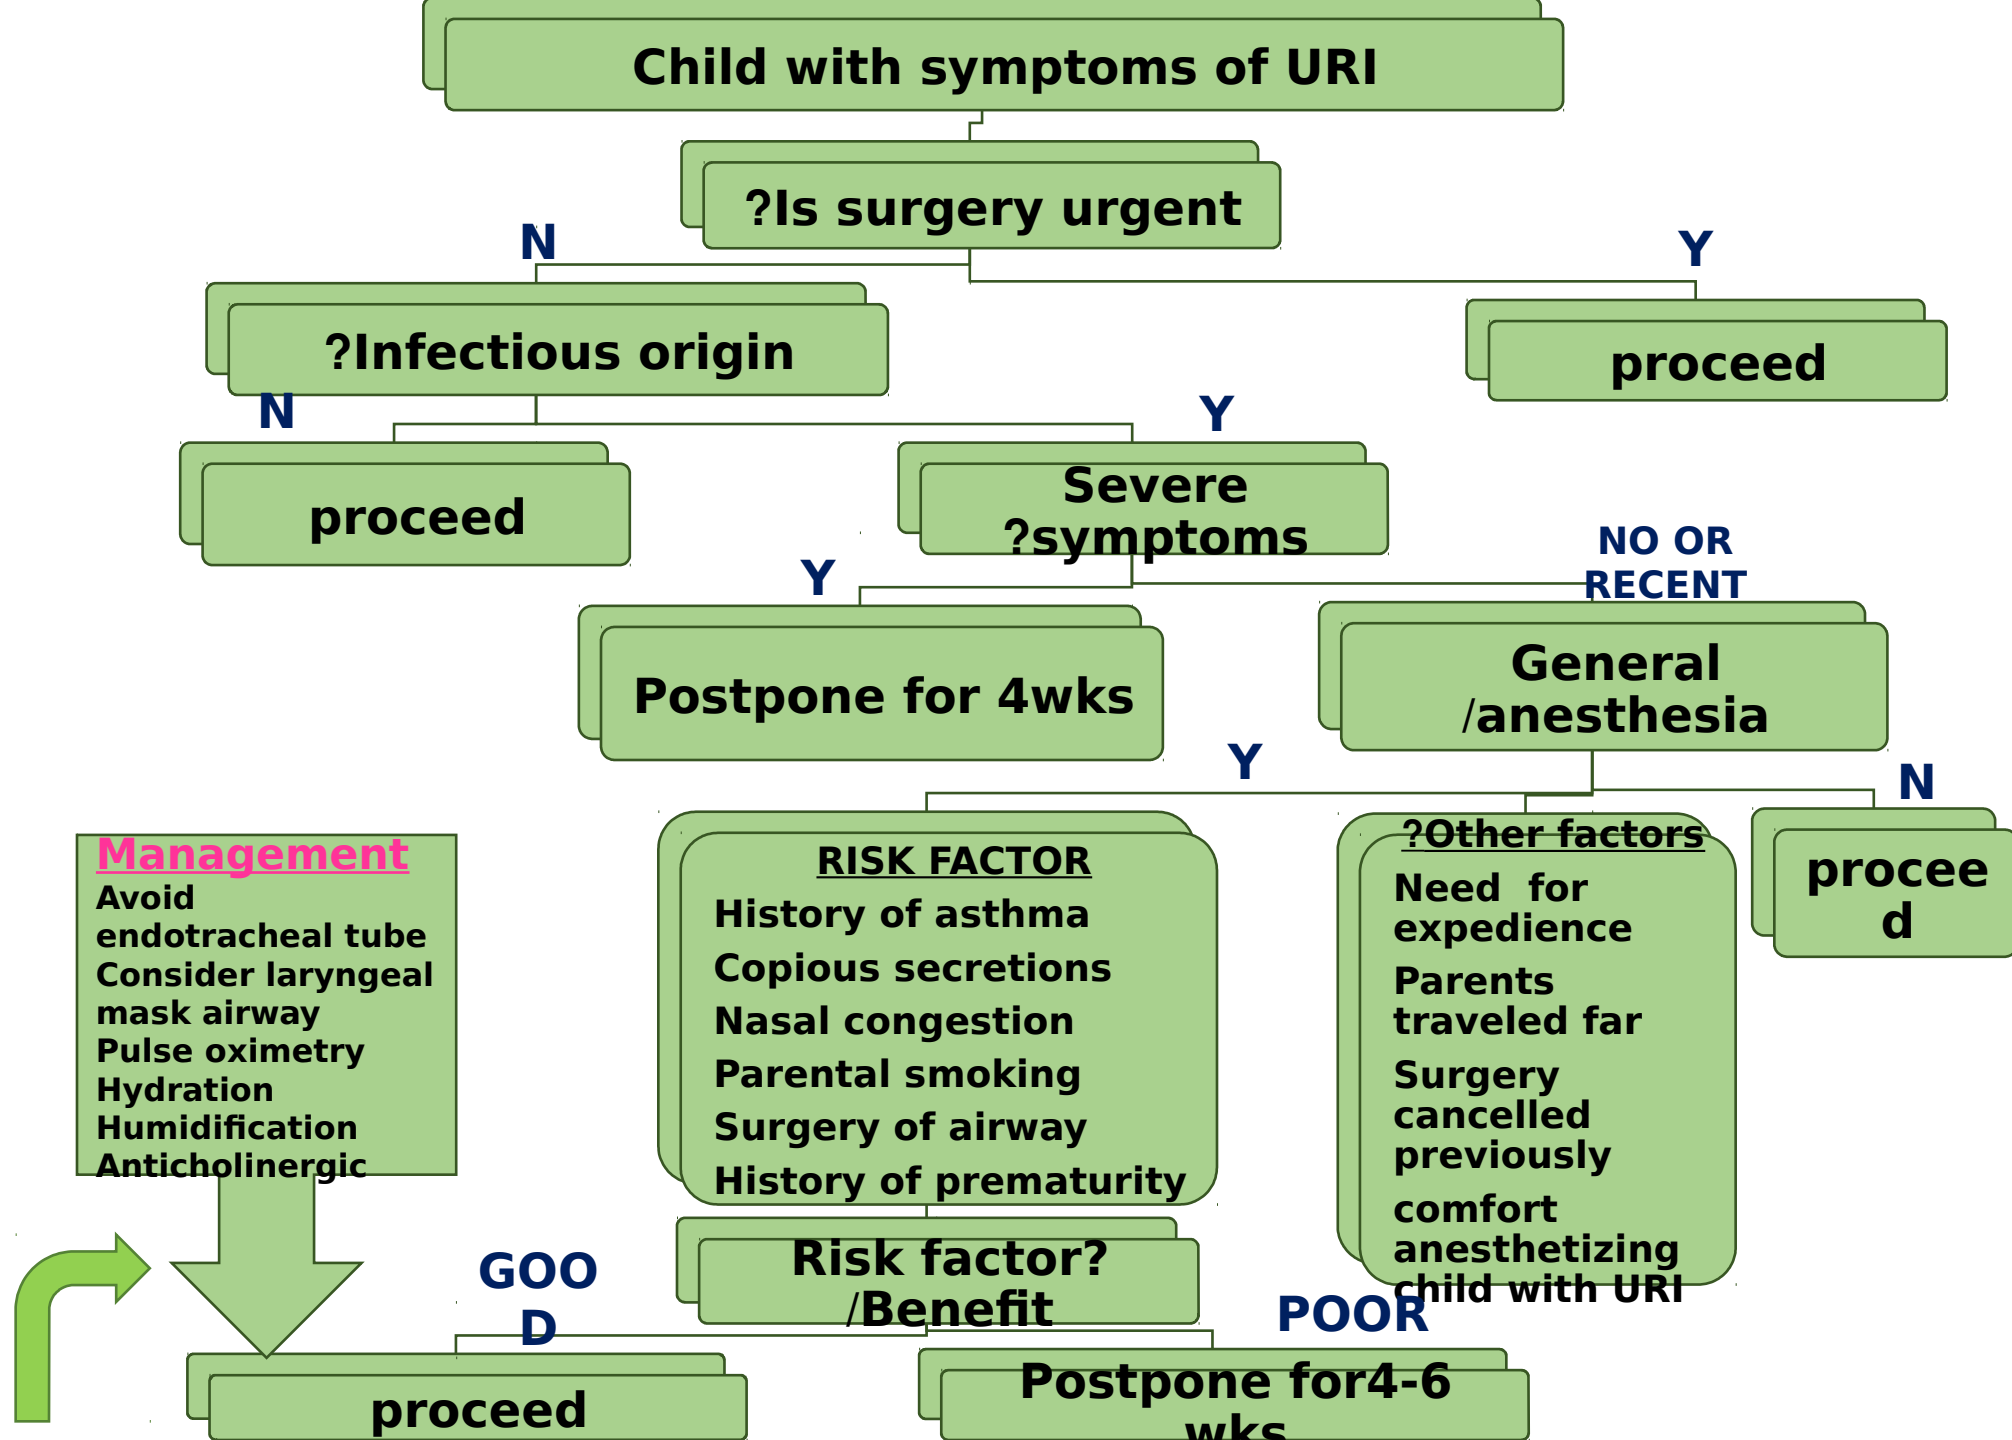 Child with symptoms of URI
?Is surgery urgent
N
Y
?Infectious origin
proceed
N
Y
proceed
Severe
?symptoms
NO OR
RECENT
Y
Postpone for 4wks
General
/anesthesia
Y
N
procee
d
Management
Avoid
endotracheal tube
Consider laryngeal
mask airway
Pulse oximetry
Hydration
Humidification
Anticholinergic
RISK FACTOR
History of asthma
Copious secretions
Nasal congestion
Parental smoking
Surgery of airway
History of prematurity
?Other factors
Need for
expedience
Parents
traveled far
Surgery
cancelled
previously
comfort
anesthetizing
child with URI
Risk factor?
/Benefit
GOO
D
POOR
proceed
Postpone for4-6
wks